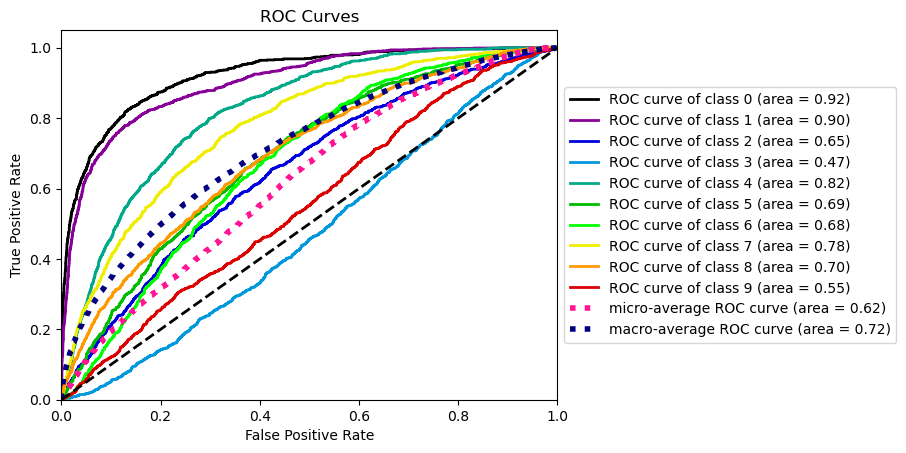 ROC Curves
True Positive Rate
1.0
0.8
0.6
0.4
0.2
0.0
0.0 0.2 0.4 0.6 0.8 1.0
False Positive Rate
ROC curve of class 0 (area = 0.92)
ROC curve of class 1 (area = 0.90)
ROC curve of class 2 (area = 0.65)
ROC curve of class 3 (area = 0.47)
ROC curve of class 4 (area = 0.82)
ROC curve of class 5 (area = 0.69)
ROC curve of class 6 (area = 0.68)
ROC curve of class 7 (area = 0.78)
ROC curve of class 8 (area = 0.70)
ROC curve of class 9 (area = 0.55)
micro-average ROC curve (area = 0.62)
macro-average ROC curve (area = 0.72)